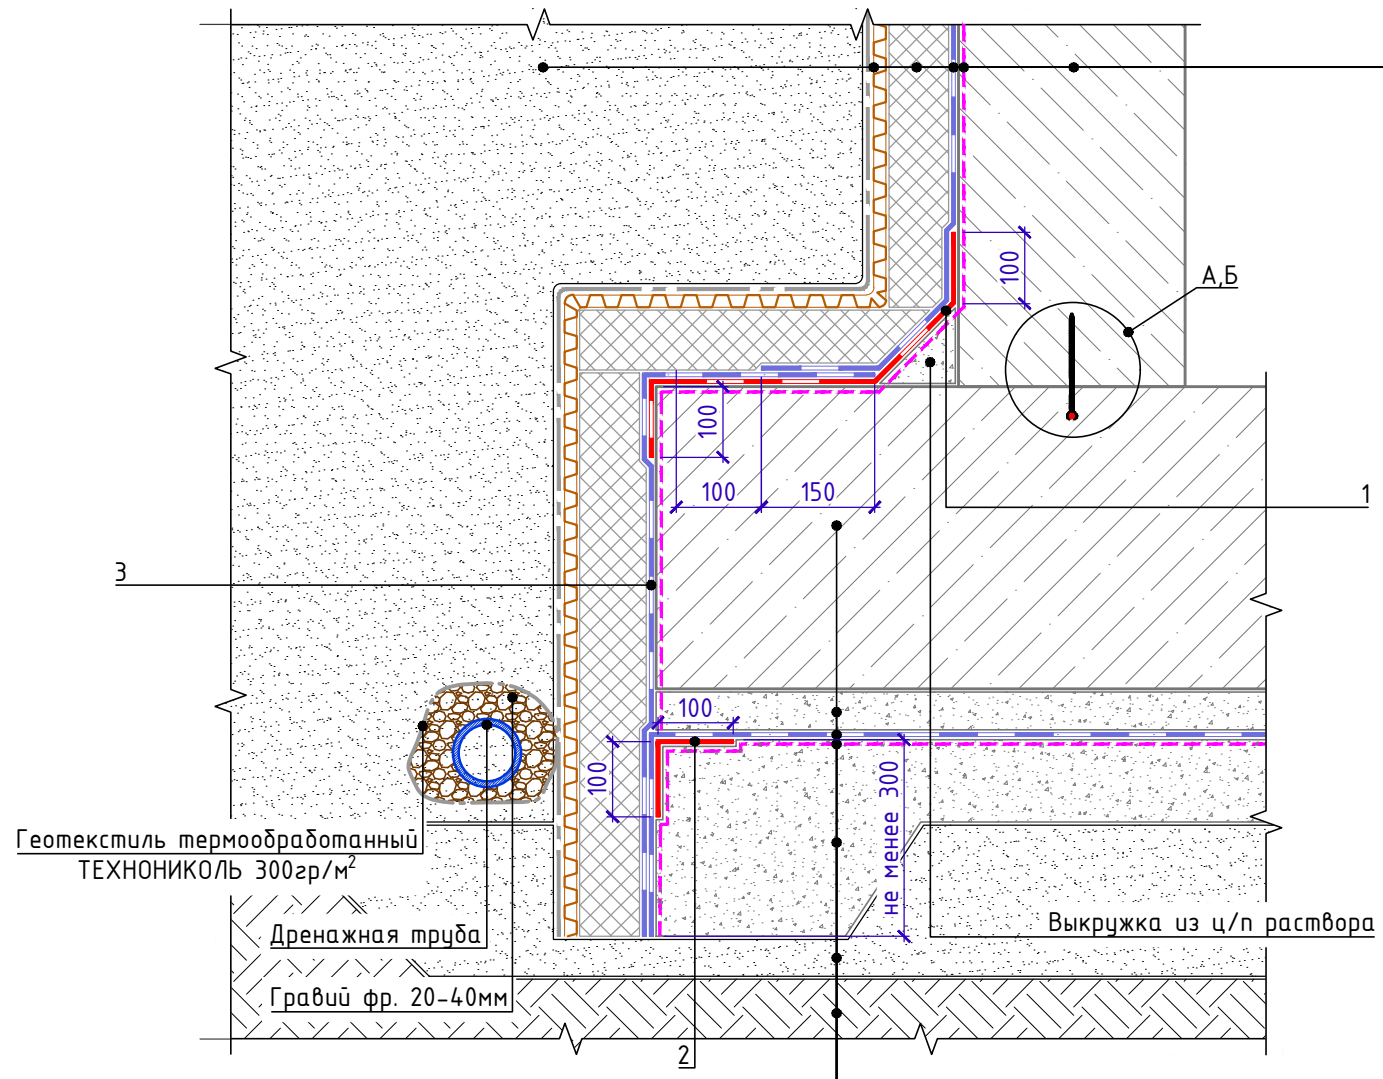 А,Б
100
1
100
100
150
3
100
100
не менее 300
Геотекстиль термообработанный
ТЕХНОНИКОЛЬ 300гр/м²
Выкружка из ц/п раствора
Дренажная труба
Гравий фр. 20-40мм
2